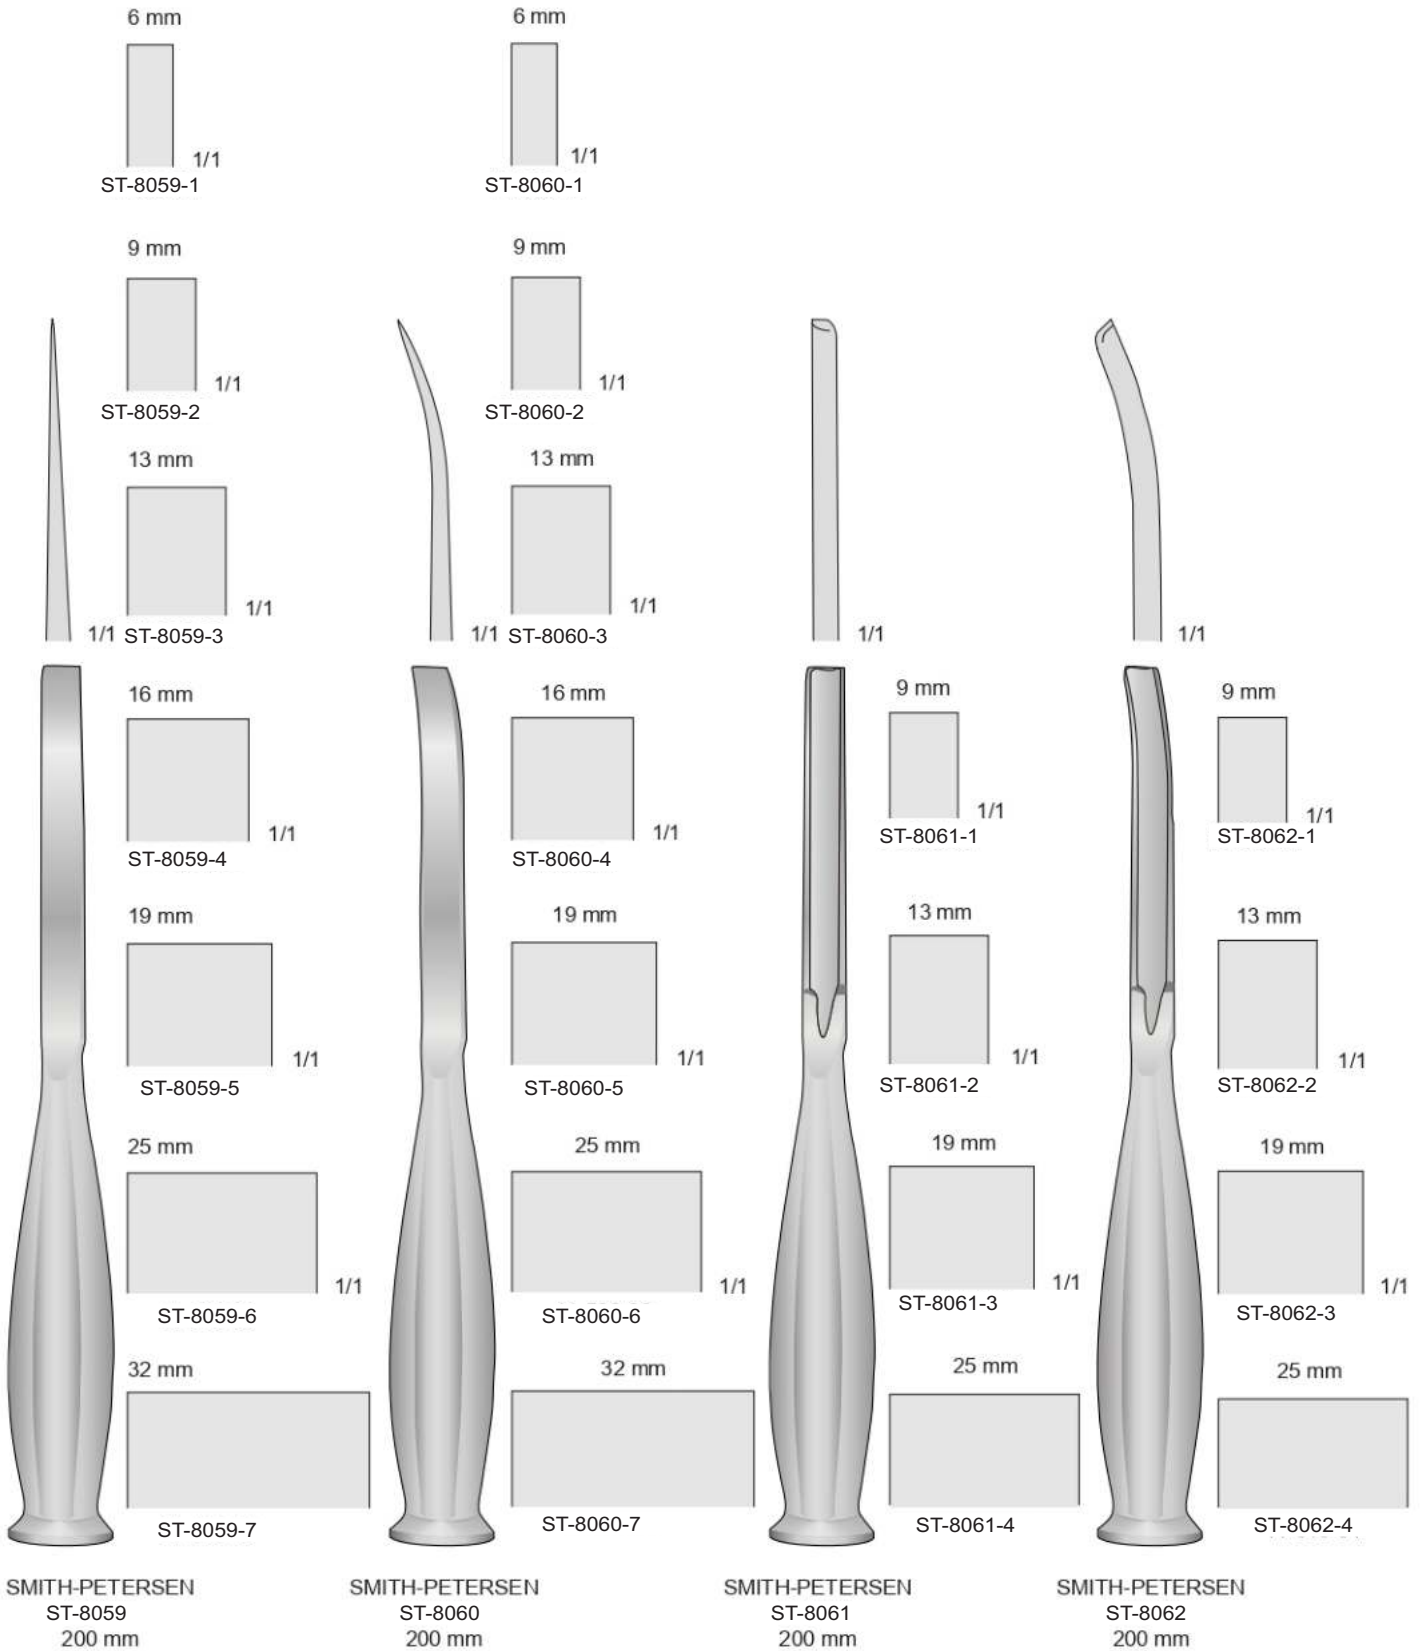 6 mm
1/1
ST-8059-1
9 mm
1/1
ST-8059-2
13 mm
1/1
1/1
ST-8059-3
16 mm
1/1
ST-8059-4
19 mm
1/1
ST-8059-5
25 mm
1/1
ST-8059-6
32 mm
ST-8059-7
SMITH-PETERSEN
ST-8059
200 mm
6 mm
1/1
ST-8060-1
9 mm
1/1
ST-8060-2
13 mm
1/1
1/1
ST-8060-3
16 mm
1/1
ST-8060-4
19 mm
1/1
ST-8060-5
25 mm
1/1
ST-8060-6
32 mm
ST-8060-7
SMITH-PETERSEN
ST-8060
200 mm
1/1
9 mm
1/1
ST-8061-1
13 mm
1/1
ST-8061-2
19 mm
1/1
ST-8061-3
25 mm
ST-8061-4
SMITH-PETERSEN
ST-8061
200 mm
1/1
9 mm
1/1
ST-8062-1
13 mm
1/1
ST-8062-2
19 mm
1/1
ST-8062-3
25 mm
ST-8062-4
SMITH-PETERSEN
ST-8062
200 mm